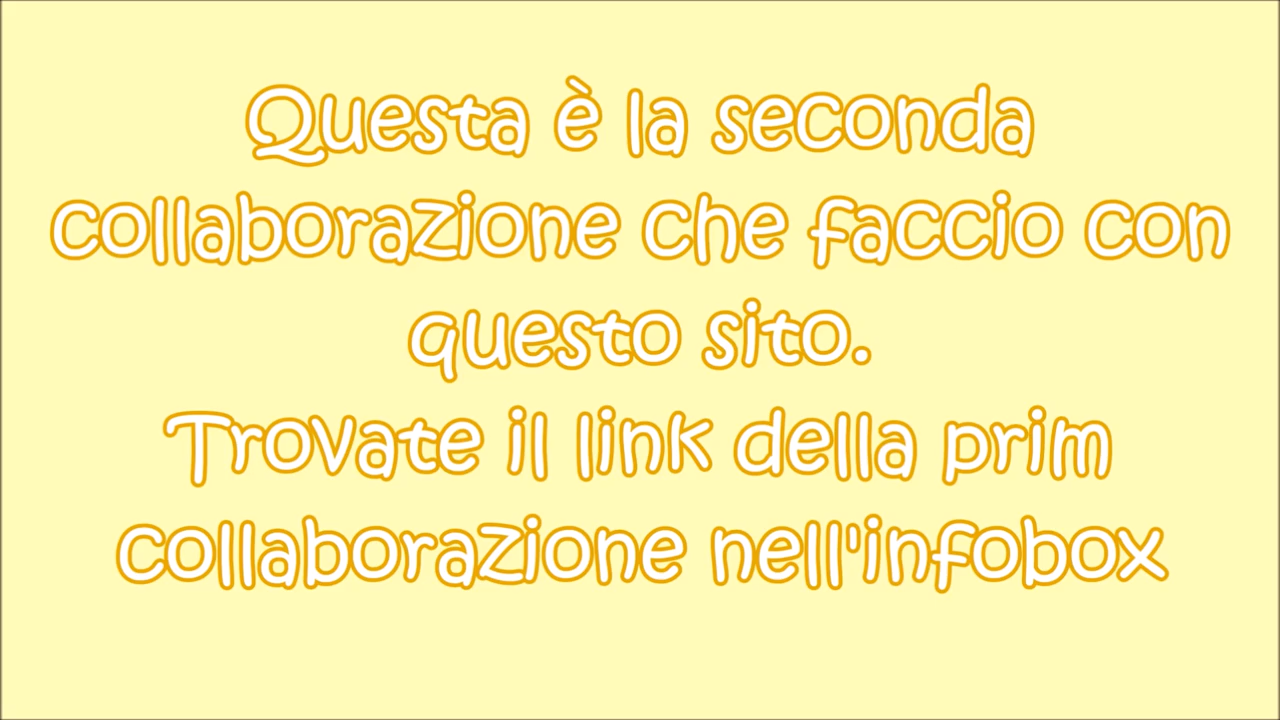 Questa è la seconda
collaborazione che faccio con
questo sito.
Trovate il link della prim
collaborazione nell'infobox